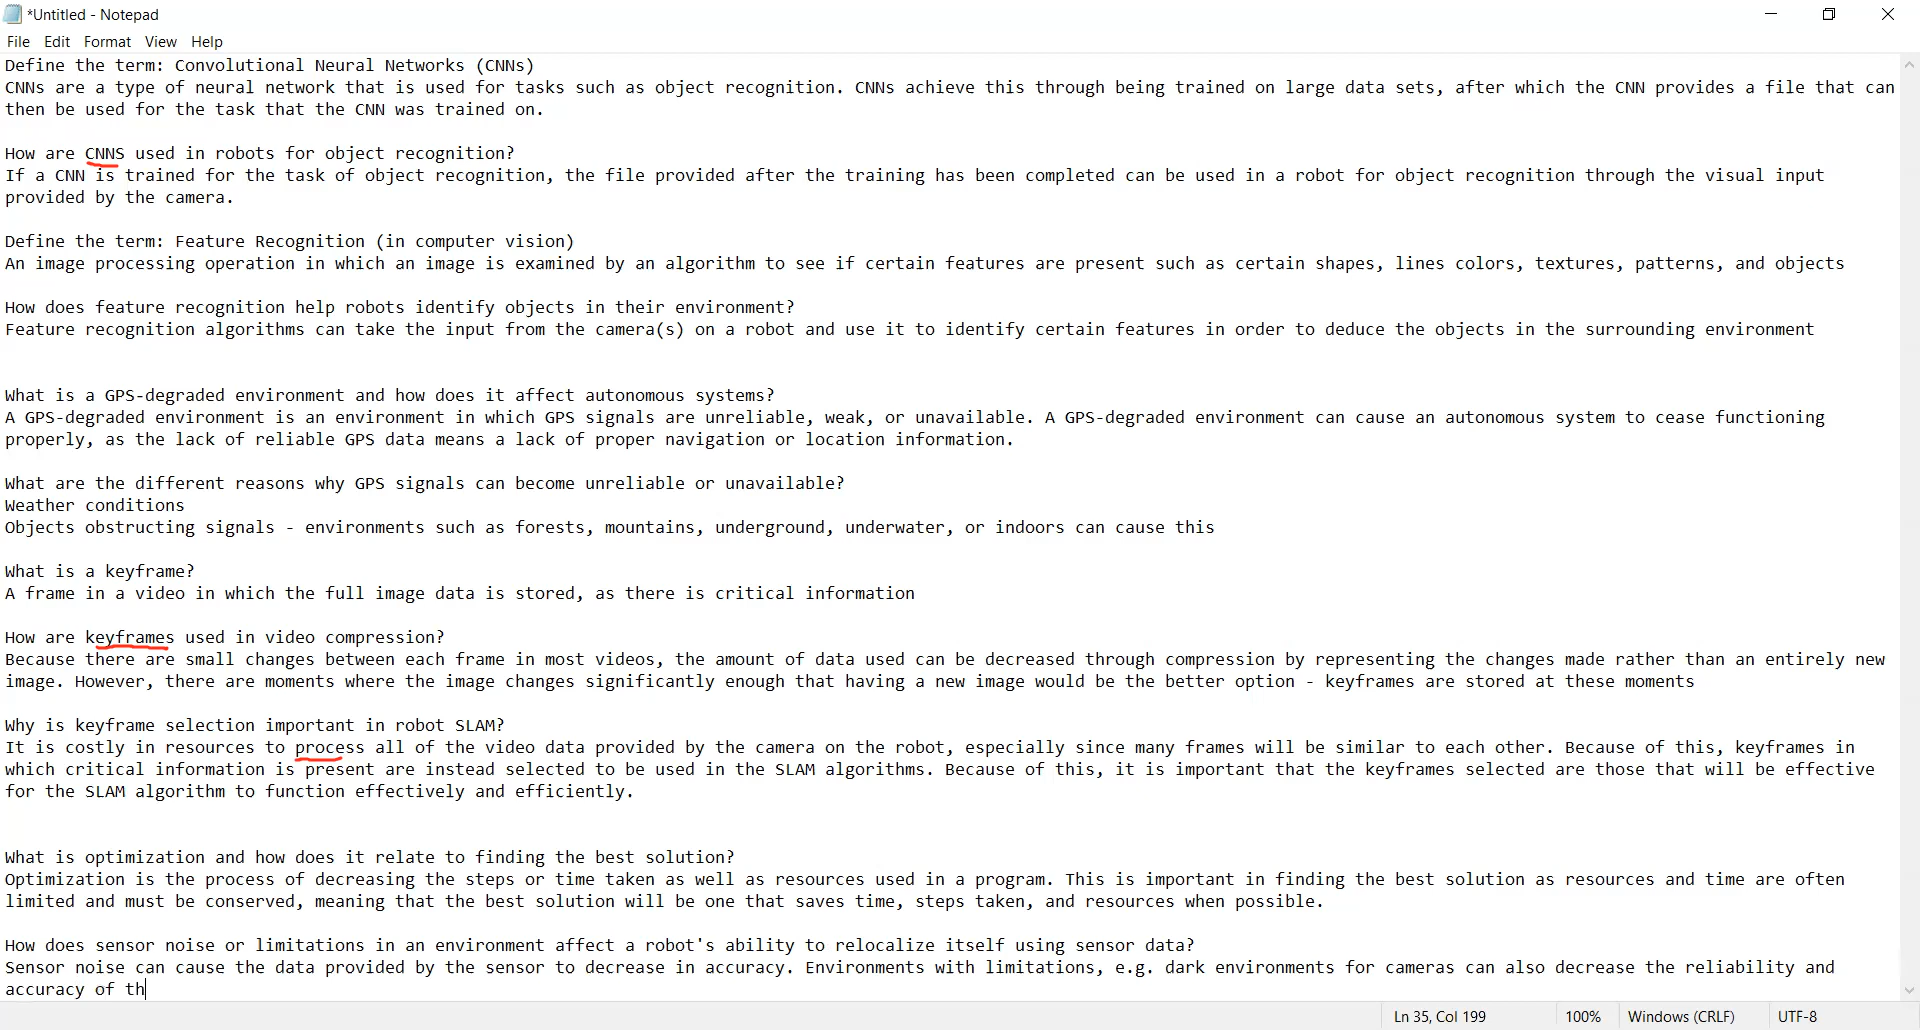 *Untitled - Notepad
File Edit Format View Help
Define the term: Convolutional Neural Networks (CNNs)
CNNs are a type of neural network that is used for tasks such as object recognition. CNNs achieve this through being trained on large data sets, after which the CNN provides a file that can
then be used for the task that the CNN was trained on.
How are CNNS used in robots for object recognition?
If a CNN is trained for the task of object recognition, the file provided after the training has been completed can be used in a robot for object recognition through the visual input
provided by the camera.
Define the term: Feature Recognition (in computer vision)
An image processing operation in which an image is examined by an algorithm to see if certain features are present such as certain shapes, lines colors, textures, patterns, and objects
How does feature recognition help robots identify objects in their environment?
Feature recognition algorithms can take the input from the camera(s) on a robot and use it to identify certain features in order to deduce the objects in the surrounding environment
What is a GPS-degraded environment and how does it affect autonomous systems?
A GPS-degraded environment is an environment in which GPS signals are unreliable, weak, or unavailable. A GPS-degraded environment can cause an autonomous system to cease functioning
properly, as the lack of reliable GPS data means a lack of proper navigation or location information.
What are the different reasons why GPS signals can become unreliable or unavailable?
Weather conditions
Objects obstructing signals - environments such as forests, mountains, underground, underwater, or indoors can cause this
What is a keyframe?
A frame in a video in which the full image data is stored, as there is critical information
How are keyframes used in video compression?
Because there are small changes between each frame in most videos, the amount of data used can be decreased through compression by representing the changes made rather than an entirely new
image. However, there are moments where the image changes significantly enough that having a new image would be the better option - keyframes are stored at these moments
Why is keyframe selection important in robot SLAM?
It is costly in resources to process all of the video data provided by the camera on the robot, especially since many frames will be similar to each other. Because of this, keyframes in
which critical information is present are instead selected to be used in the SLAM algorithms. Because of this, it is important that the keyframes selected are those that will be effective
for the SLAM algorithm to function effectively and efficiently.
What is optimization and how does it relate to finding the best solution?
Optimization is the process of decreasing the steps or time taken as well as resources used in a program. This is important in finding the best solution as resources and time are often
limited and must be conserved, meaning that the best solution will be one that saves time, steps taken, and resources when possible.
How does sensor noise or limitations in an environment affect a robot's ability to relocalize itself using sensor data?
Sensor noise can cause the data provided by the sensor to decrease in accuracy. Environments with limitations, e.g. dark environments for cameras can also decrease the reliability and
accuracy of th
Ln 35, Col 199 100% Windows (CRLF) UTF-8